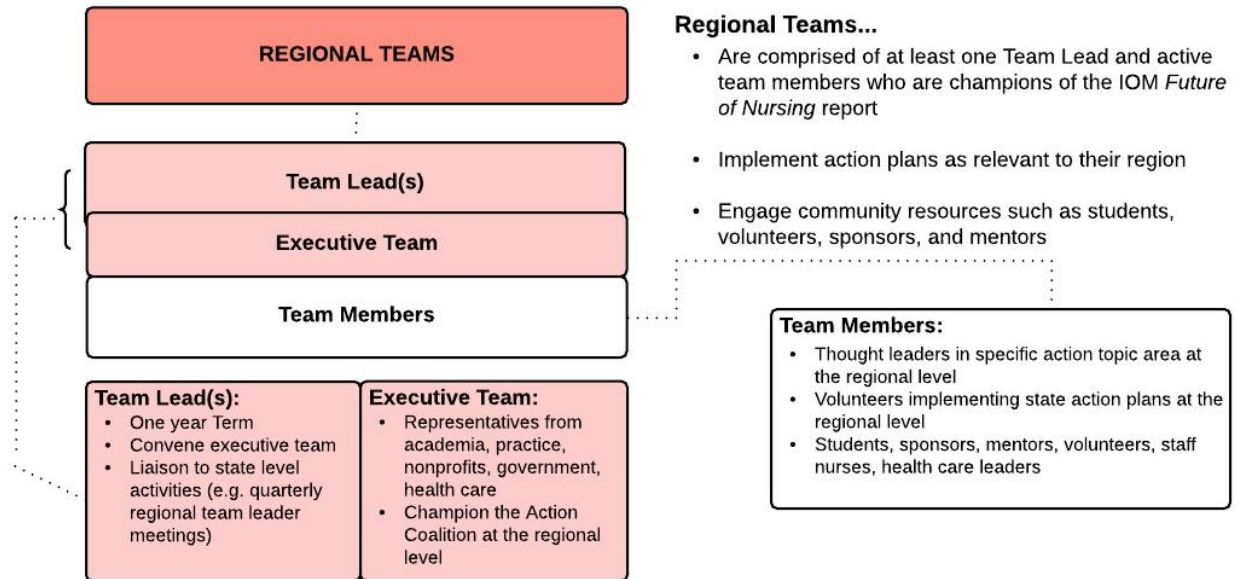 REGIONAL TEAMS
Team Lead(s)
Executive Team
Team Members
Team Lead(s):
• One year Term
• Convene executive team
• Liaison to state level
activities (e.g. quarterly
regional team leader
meetings)
Executive Team:
• Representatives from
academia, practice,
nonprofits, government,
health care
• Champion the Action
Coalition at the regional
level
Regional Teams...
• Are comprised of at least one Team Lead and active
team members who are champions of the IOM Future
of Nursing report
• Implement action plans as relevant to their region
• Engage community resources such as students,
volunteers, sponsors, and mentors
Team Members:
• Thought leaders in specific action topic area at
the regional level
• Volunteers implementing state action plans at the
regional level
• Students, sponsors, mentors, volunteers, staff
nurses, health care leaders